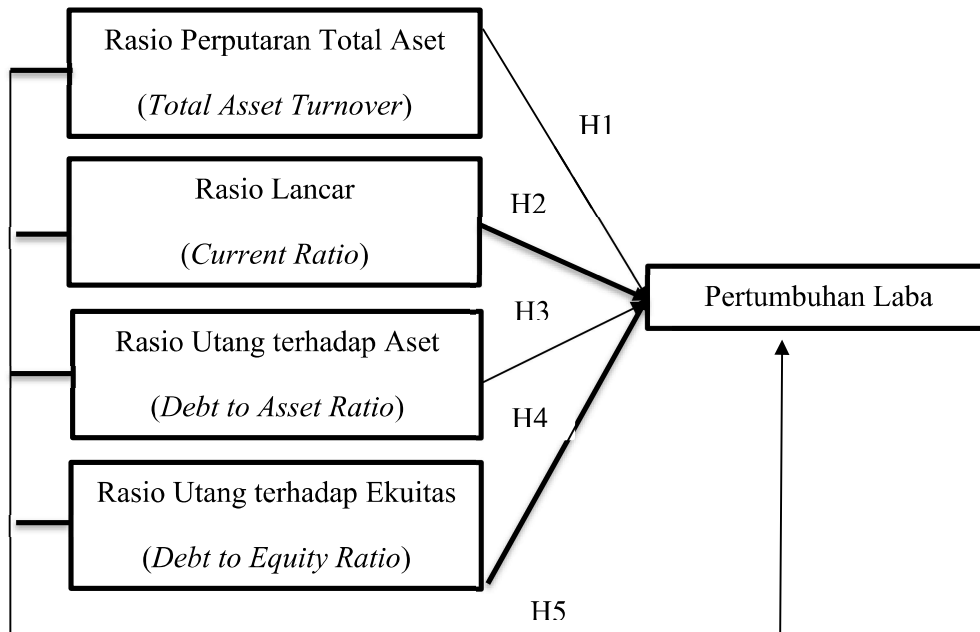 Rasio Perputaran Total Aset
(Total Asset Turnover)
H1
Rasio Lancar
(Current Ratio)
H2
Pertumbuhan Laba
H3
Rasio Utang terhadap Aset
(Debt to Asset Ratio)
H4
Rasio Utang terhadap Ekuitas
(Debt to Equity Ratio)
H5